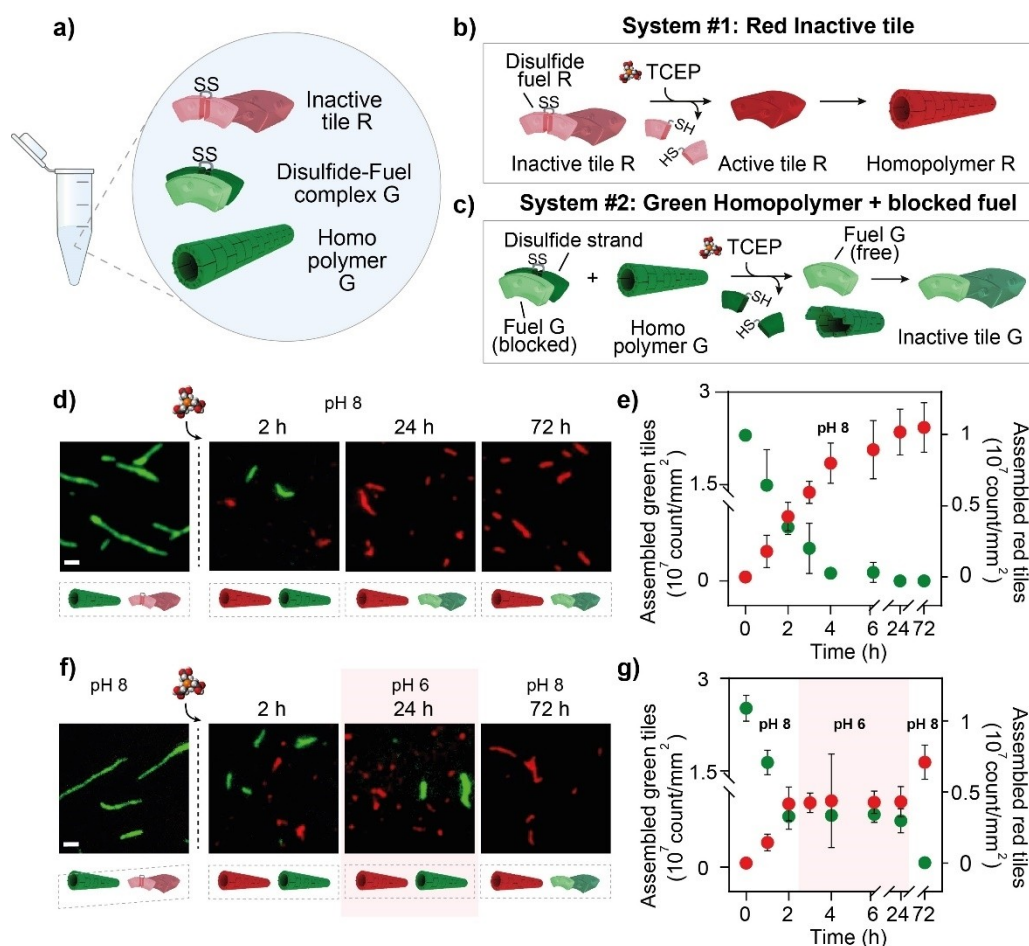 a)
SS
Inactive
tile R
SS
Disulfide-Fuel
complex G
Homo
polymer
G
b) System #1: Red Inactive tile
Disulfide
fuel R
SS
TCEP
SH
HS
Inactive tile R
Active tile R
Homopolymer R
c) System #2: Green Homopolymer + blocked fuel
Disulfide strand
SS
+
TCEP
SH
HS
Fuel G
(free)
Fuel G
(blocked)
Homo
polymer G
Inactive tile G
d)
pH 8
2 h 24 h 72 h
e)
Assembled green tiles
(10⁷ count/mm²)
3
1.5
0
pH 8
1
0.5
0
Assembled red tiles
(10⁷ count/mm²)
0 2 4 6 24 72
Time (h)
f)
pH 8
pH 6
pH 8
2 h 24 h 72 h
g)
Assembled green tiles
(10⁷ count/mm²)
3
1.5
0
pH 8 pH 6 pH 8
1
0.5
0
Assembled red tiles
(10⁷ count/mm²)
0 2 4 6 24 72
Time (h)